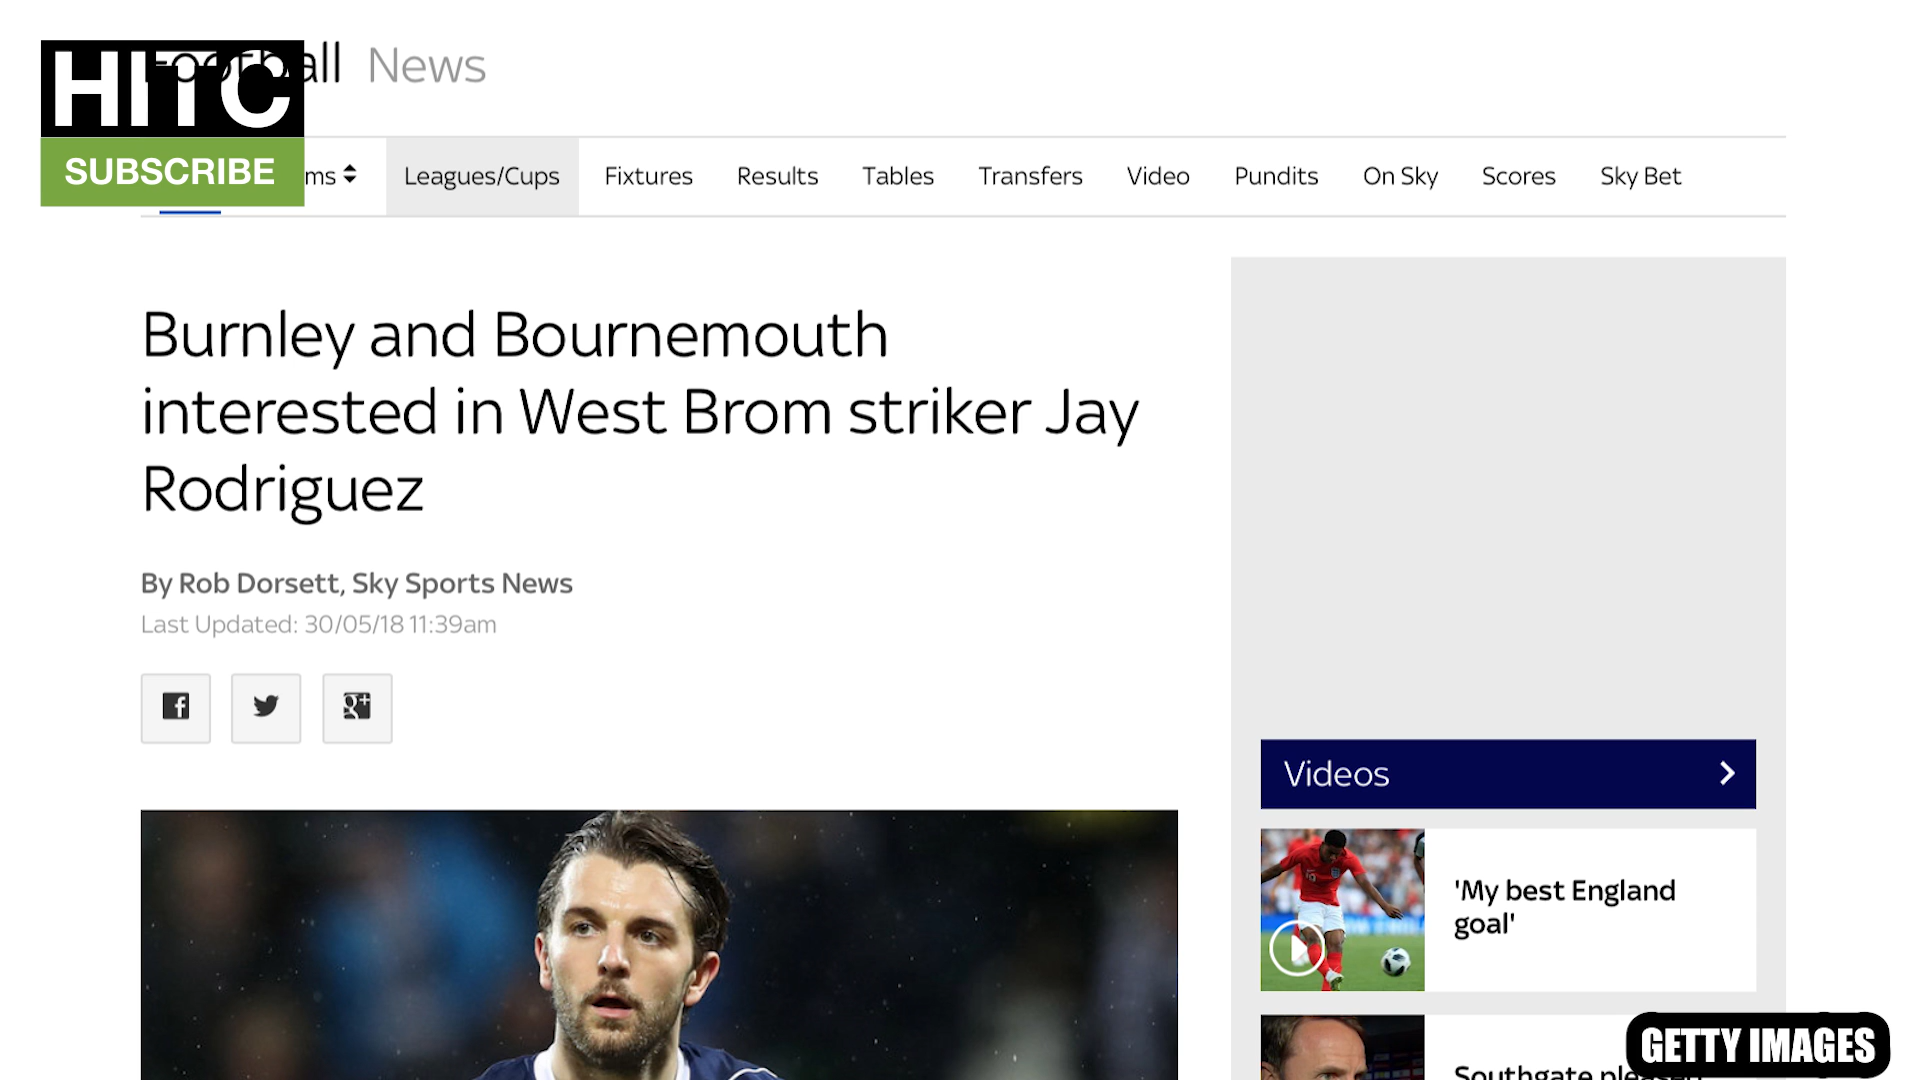 HITC
SUBSCRIBE
Football News
ms
Leagues/Cups
Fixtures
Results
Tables
Transfers
Video
Pundits
On Sky
Scores
Sky Bet
Burnley and Bournemouth
interested in West Brom striker Jay
Rodriguez
By Rob Dorsett, Sky Sports News
Last Updated: 30/05/18 11:39am
Videos
'My best England
goal'
Southgate
GETTY IMAGES